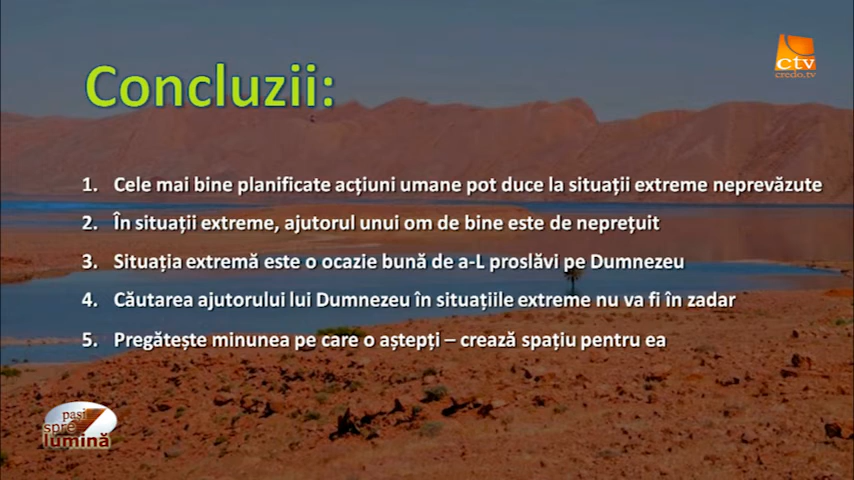 ctv
credo.tv
Concluzii:
1. Cele mai bine planificate acțiuni umane pot duce la situații extreme neprevăzute
2. În situații extreme, ajutorul unui om de bine este de neprețuit
3. Situația extremă este o ocazie bună de a-L proslăvi pe Dumnezeu
4. Căutarea ajutorului lui Dumnezeu în situațiile extreme nu va fi în zadar
5. Pregătește minunea pe care o aștepți – crează spațiu pentru ea
pași
spre
lumină